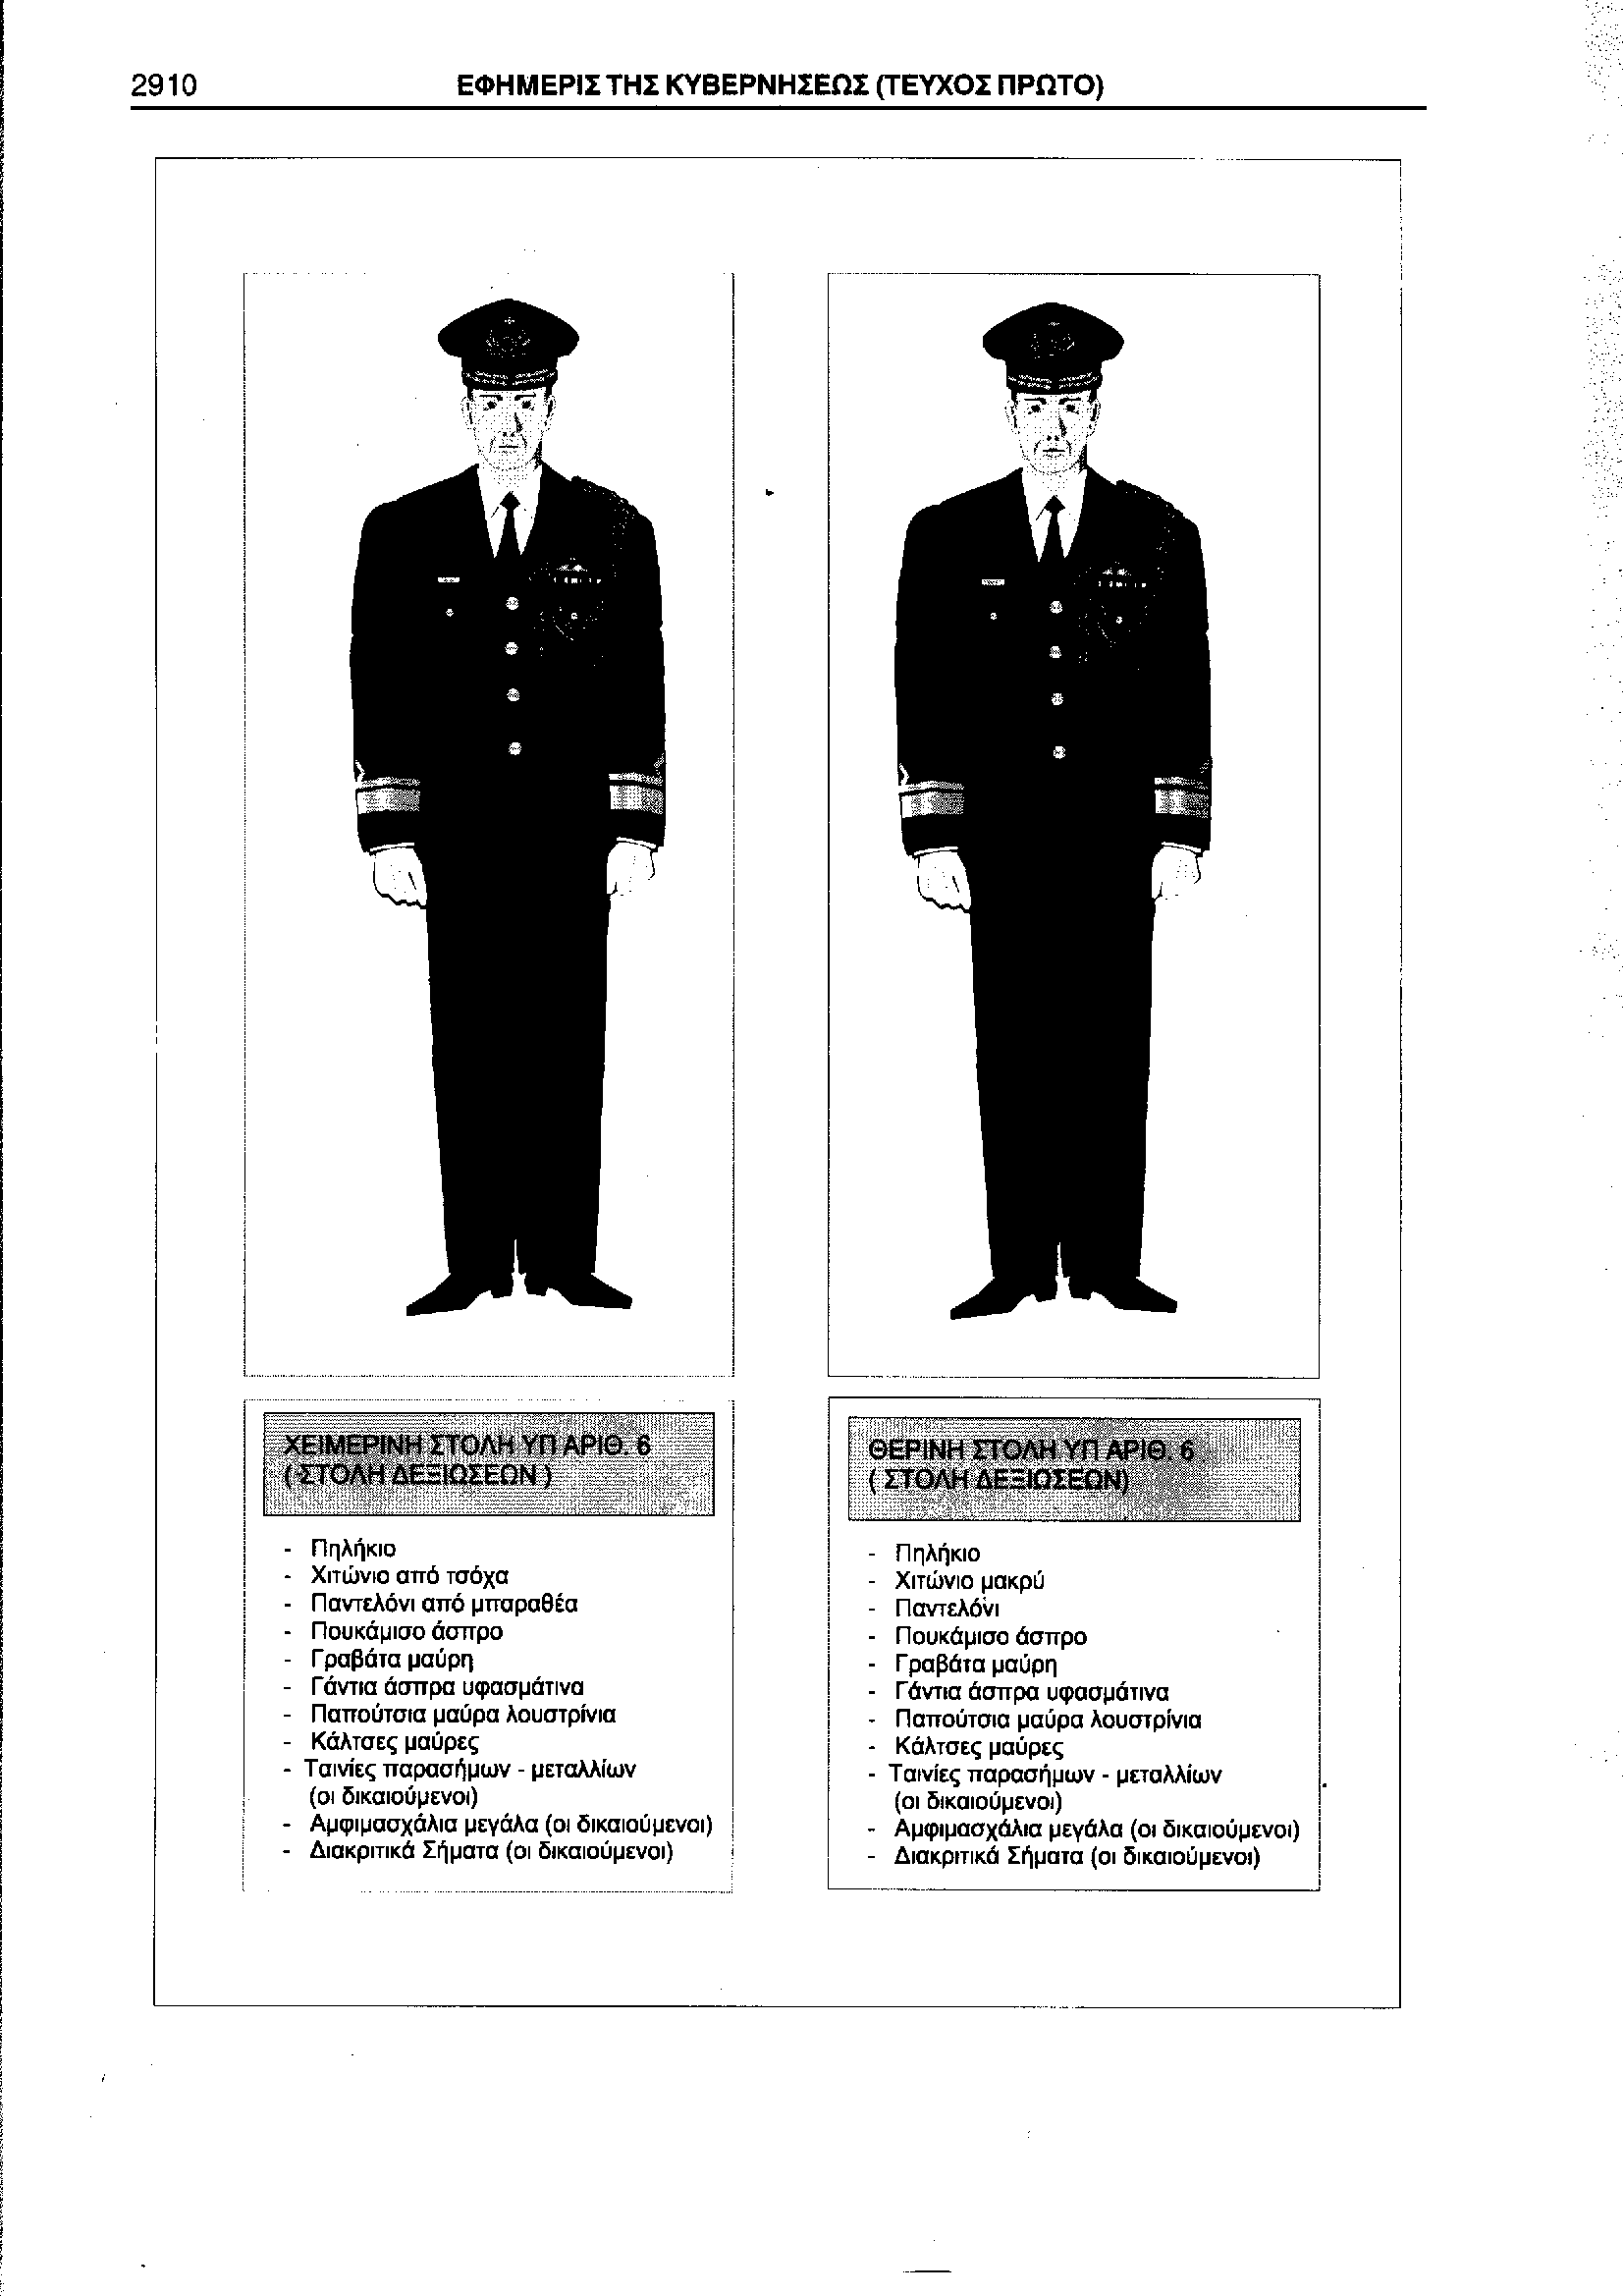 2910
ΕΦΗΜΕΡΙΣ ΤΗΣ ΚΥΒΕΡΝΗΣΕΩΣ (ΤΕΥΧΟΣ ΠΡΩΤΟ)
ΧΕΙΜΕΡΙΝΗ ΣΤΟΛΗ ΥΠ ΑΡΙΘ. 6
( ΣΤΟΛΗ ΔΕΞΙΩΣΕΩΝ )
- Πηλήκιο
- Χιτώνιο από τσόχα
- Παντελόνι από μπαραθέα
- Πουκάμισο άσπρο
- Γραβάτα μαύρη
- Γάντια άσπρα υφασμάτινα
- Παπούτσια μαύρα λουστρίνια
- Κάλτσες μαύρες
- Ταινίες παρασήμων - μεταλλίων
(οι δικαιούμενοι)
- Αμφιμασχάλια μεγάλα (οι δικαιούμενοι)
- Διακριτικά Σήματα (οι δικαιούμενοι)
ΘΕΡΙΝΗ ΣΤΟΛΗ ΥΠ ΑΡΙΘ. 6
( ΣΤΟΛΗ ΔΕΞΙΩΣΕΩΝ)
- Πηλήκιο
- Χιτώνιο μακρύ
- Παντελόνι
- Πουκάμισο άσπρο
- Γραβάτα μαύρη
- Γάντια άσπρα υφασμάτινα
- Παπούτσια μαύρα λουστρίνια
- Κάλτσες μαύρες
- Ταινίες παρασήμων - μεταλλίων
(οι δικαιούμενοι)
- Αμφιμασχάλια μεγάλα (οι δικαιούμενοι)
- Διακριτικά Σήματα (οι δικαιούμενοι)